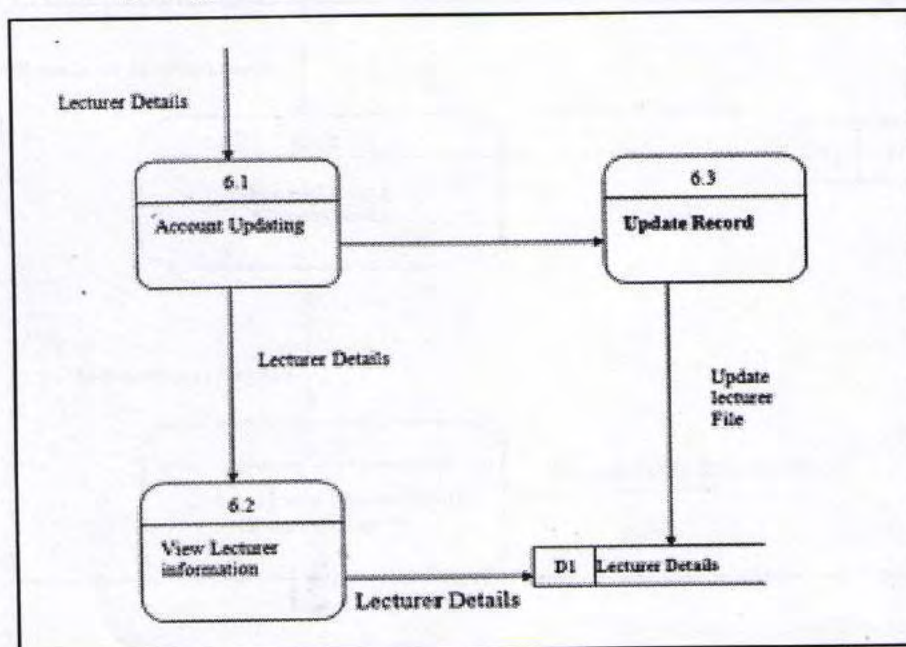 Lecturer Details
6.1
Account Updating
6.3
Update Record
Lecturer Details
Update
lecturer
File
6.2
View Lecturer
information
D1 Lecturer Details
Lecturer Details